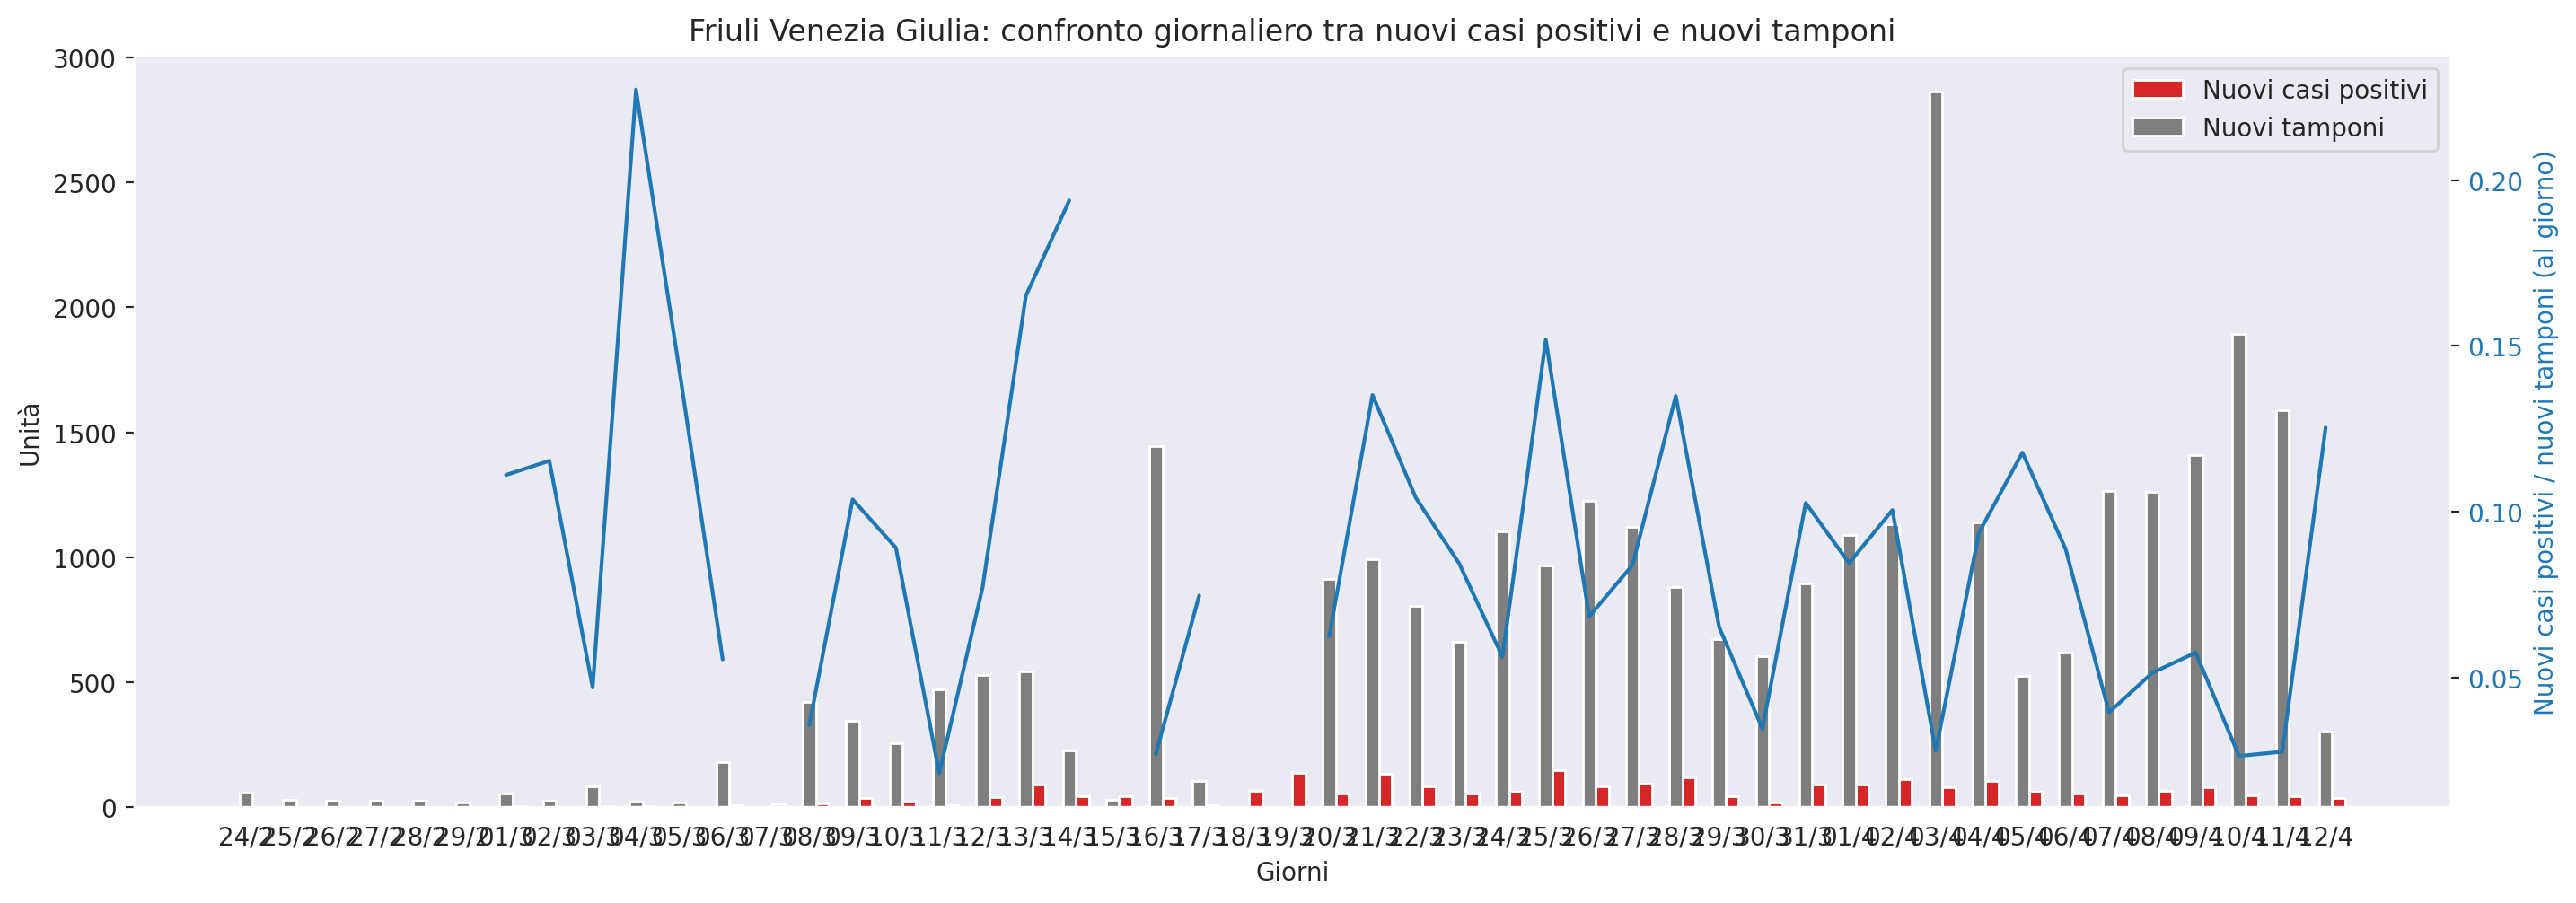 Friuli Venezia Giulia: confronto giornaliero tra nuovi casi positivi e nuovi tamponi
3000
2500
2000
1500
1000
500
0
Unità
Nuovi casi positivi
Nuovi tamponi
0.20
0.15
0.10
0.05
Nuovi casi positivi / nuovi tamponi (al giorno)
24/2 25/2 26/2 27/2 28/2 29/2 01/3 02/3 03/3 04/3 05/3 06/3 07/3 08/3 09/3 10/3 11/3 12/3 13/3 14/3 15/3 16/3 17/3 18/3 19/3 20/3 21/3 22/3 23/3 24/3 25/3 26/3 27/3 28/3 29/3 30/3 31/3 01/4 02/4 03/4 04/4 05/4 06/4 07/4 08/4 09/4 10/4 11/4 12/4
Giorni